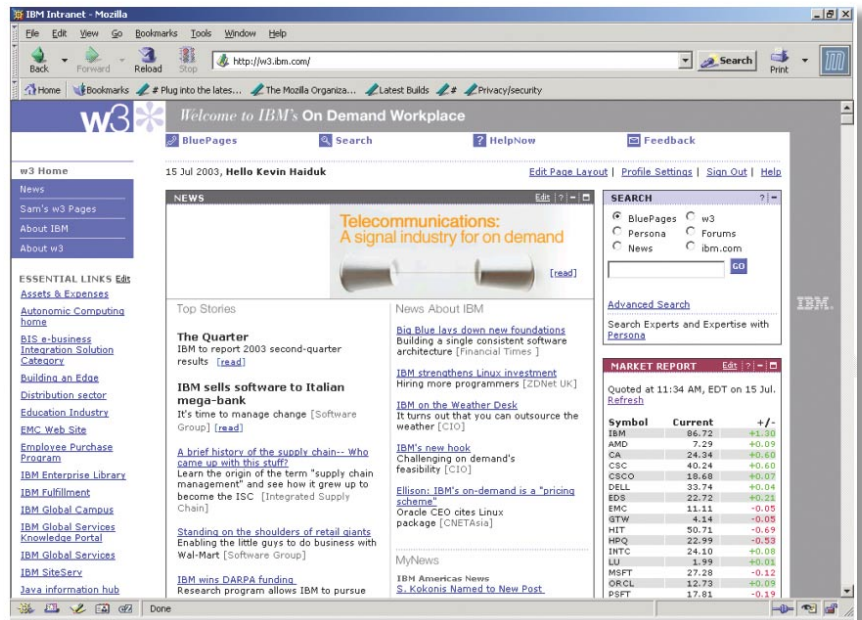 IBM Intranet - Mozilla
File Edit View Go Bookmarks Tools Window Help
Back Forward Reload Stop http://w3.ibm.com/ Search Print
Home Bookmarks # Plug into the lates... The Mozilla Organiza... Latest Builds # Privacy/security
w3 Welcome to IBM's On Demand Workplace
BluePages Search HelpNow Feedback
w3 Home
News
Sam's w3 Pages
About IBM
About w3
ESSENTIAL LINKS Edit
Assets & Expenses
Autonomic Computing
home
BIS e-business
Integration Solution
Category
Building an Edge
Distribution sector
Education Industry
EMC Web Site
Employee Purchase
Program
IBM Enterprise Library
IBM Fulfillment
IBM Global Campus
IBM Global Services
Knowledge Portal
IBM Global Services
IBM SiteServ
Java information hub
15 Jul 2003, Hello Kevin Haiduk
Edit Page Layout | Profile Settings | Sign Out | Help
NEWS Edit | ? | -
Telecommunications:
A signal industry for on demand
[read]
Top Stories
The Quarter
IBM to report 2003 second-quarter
results [read]
IBM sells software to Italian
mega-bank
It's time to manage change [Software
Group] [read]
A brief history of the supply chain-- Who
came up with this stuff?
Learn the origin of the term "supply chain
management" and see how it grew up to
become the ISC [Integrated Supply
Chain]
Standing on the shoulders of retail giants
Enabling the little guys to do business with
Wal-Mart [Software Group]
IBM wins DARPA funding
Research program allows IBM to pursue
News About IBM
Big Blue lays down new foundations
Building a single consistent software
architecture [Financial Times ]
IBM strengthens Linux investment
Hiring more programmers [ZDNet UK]
IBM on the Weather Desk
It turns out that you can outsource the
weather [CIO]
IBM's new hook
Challenging on demand's
feasibility [CIO]
Ellison: IBM's on-demand is a "pricing
scheme"
Oracle CEO cites Linux
package [CNETAsia]
MyNews
IBM Americas News
S. Kokonis Named to New Post
SEARCH ? | -
BluePages w3
Persona Forums
News ibm.com
GO
Advanced Search
Search Experts and Expertise with
Persona
MARKET REPORT Edit | ? | -
Quoted at 11:34 AM, EDT on 15 Jul.
Refresh
Symbol Current +/-
IBM 86.72 +1.30
AMD 7.29 +0.09
CA 24.34 +0.60
CSC 40.24 +0.60
CSCO 18.68 +0.07
DELL 33.74 +0.04
EDS 22.72 +0.21
EMC 11.11 -0.05
GTW 4.14 -0.05
HIT 50.71 -0.69
HPQ 22.99 -0.53
INTC 24.10 +0.08
LU 1.99 +0.01
MSFT 27.28 -0.12
ORCL 12.73 +0.09
PSFT 17.81 -0.19
IBM.
Done